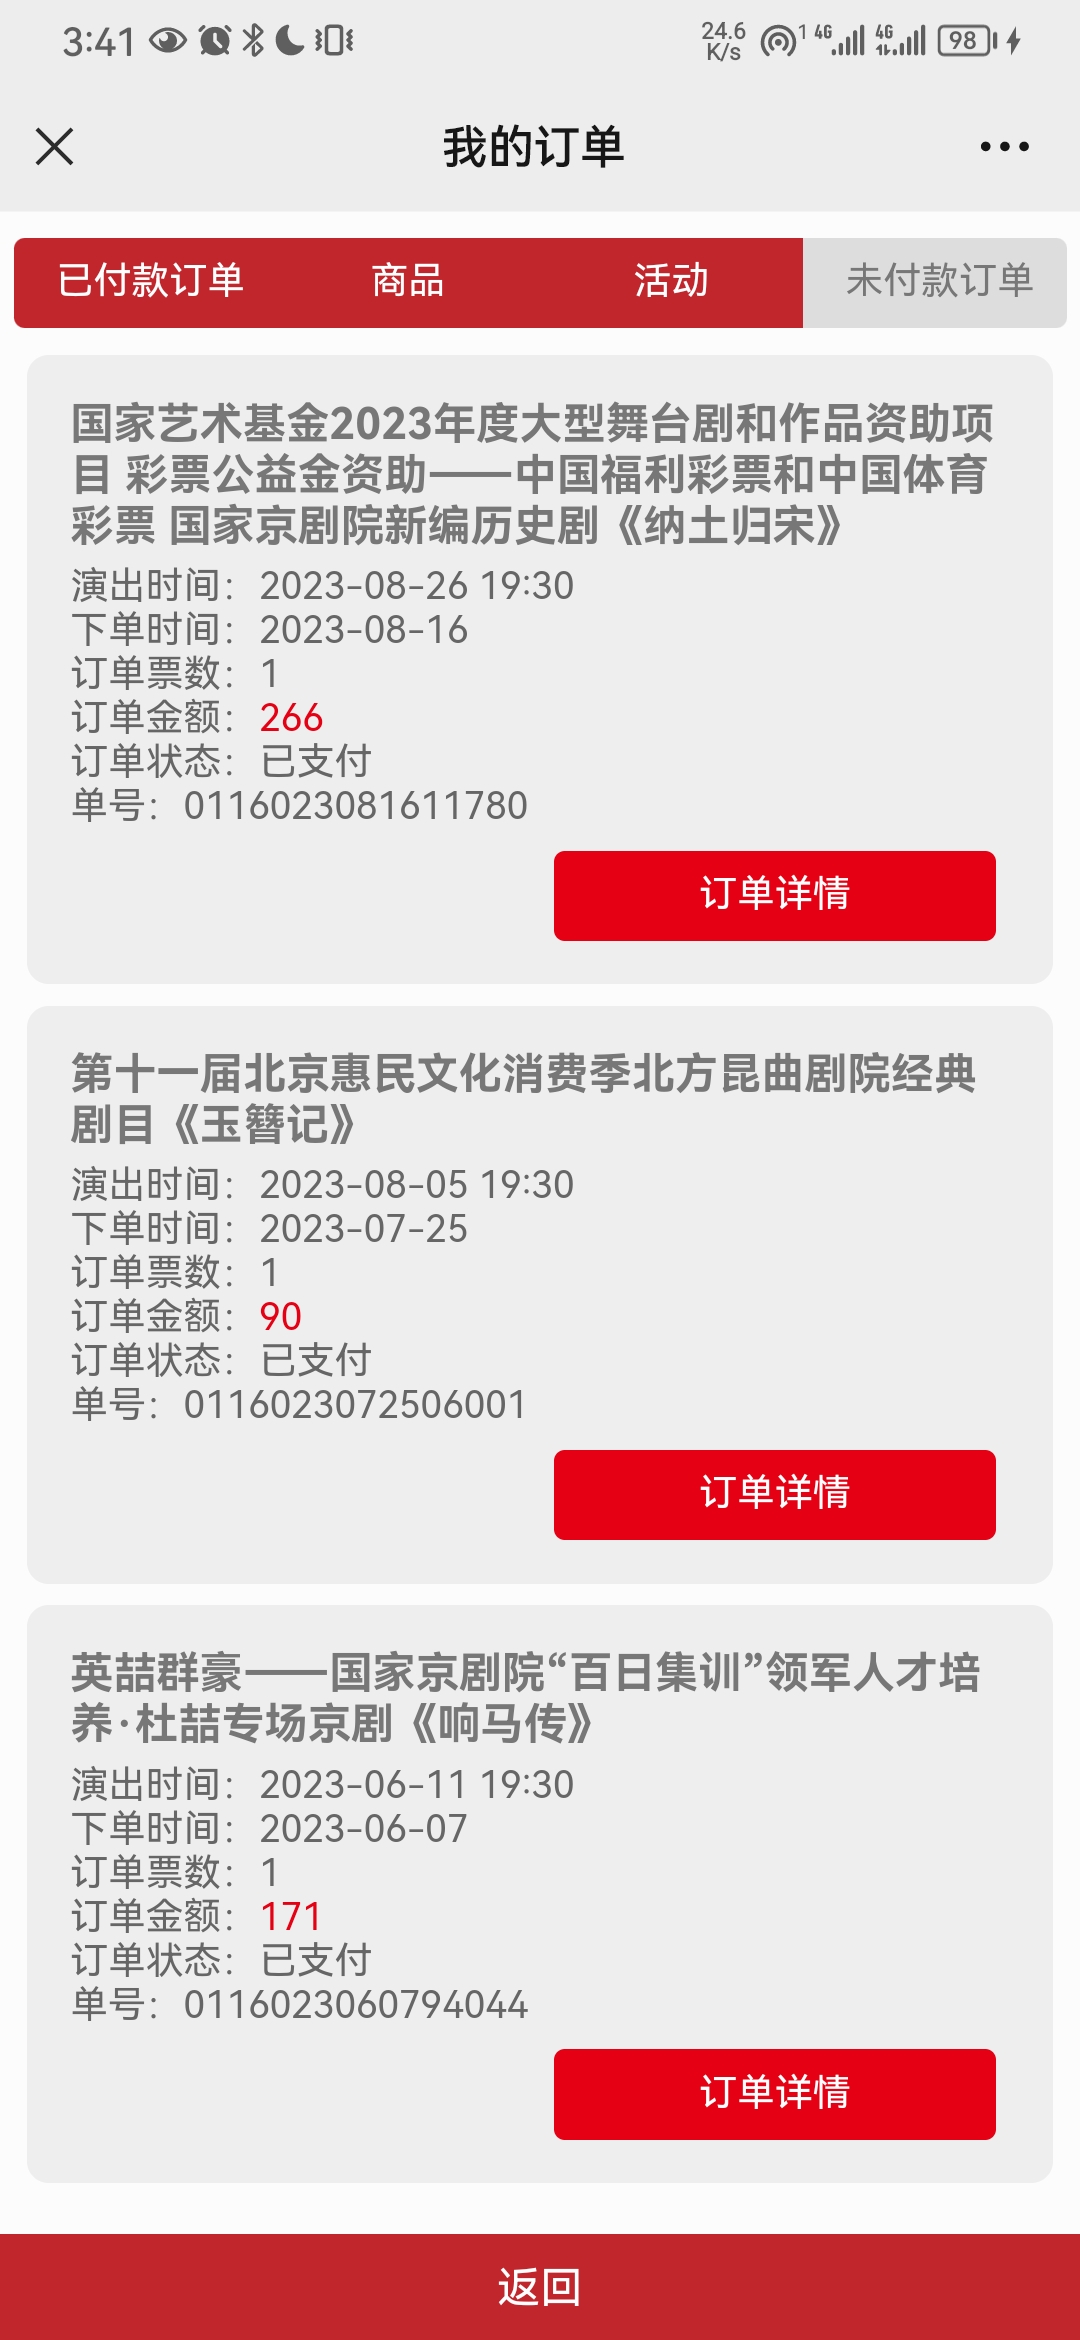 3:41
24.6
K/s
1
4G
4G
98
我的订单
已付款订单 商品 活动 未付款订单
国家艺术基金2023年度大型舞台剧和作品资助项
目 彩票公益金资助——中国福利彩票和中国体育
彩票 国家京剧院新编历史剧《纳土归宋》
演出时间：2023-08-26 19:30
下单时间：2023-08-16
订单票数：1
订单金额：266
订单状态：已支付
单号：0116023081611780
订单详情
第十一届北京惠民文化消费季北方昆曲剧院经典
剧目《玉簪记》
演出时间：2023-08-05 19:30
下单时间：2023-07-25
订单票数：1
订单金额：90
订单状态：已支付
单号：0116023072506001
订单详情
英喆群豪——国家京剧院“百日集训”领军人才培
养·杜喆专场京剧《响马传》
演出时间：2023-06-11 19:30
下单时间：2023-06-07
订单票数：1
订单金额：171
订单状态：已支付
单号：0116023060794044
订单详情
返回